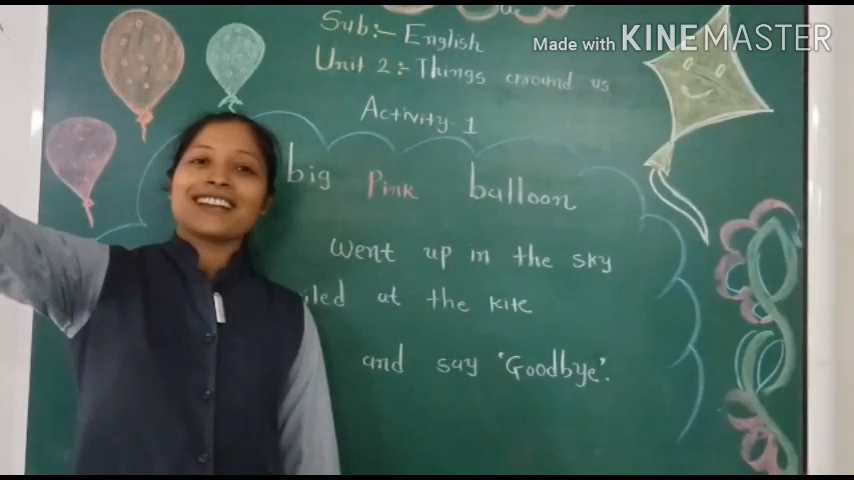 Sub:- English
Made with KINEMASTER
Unit 2:- Things around us
Activity-1
big Pink balloon
Went up in the sky
iled at the kite
and say 'Goodbye'.